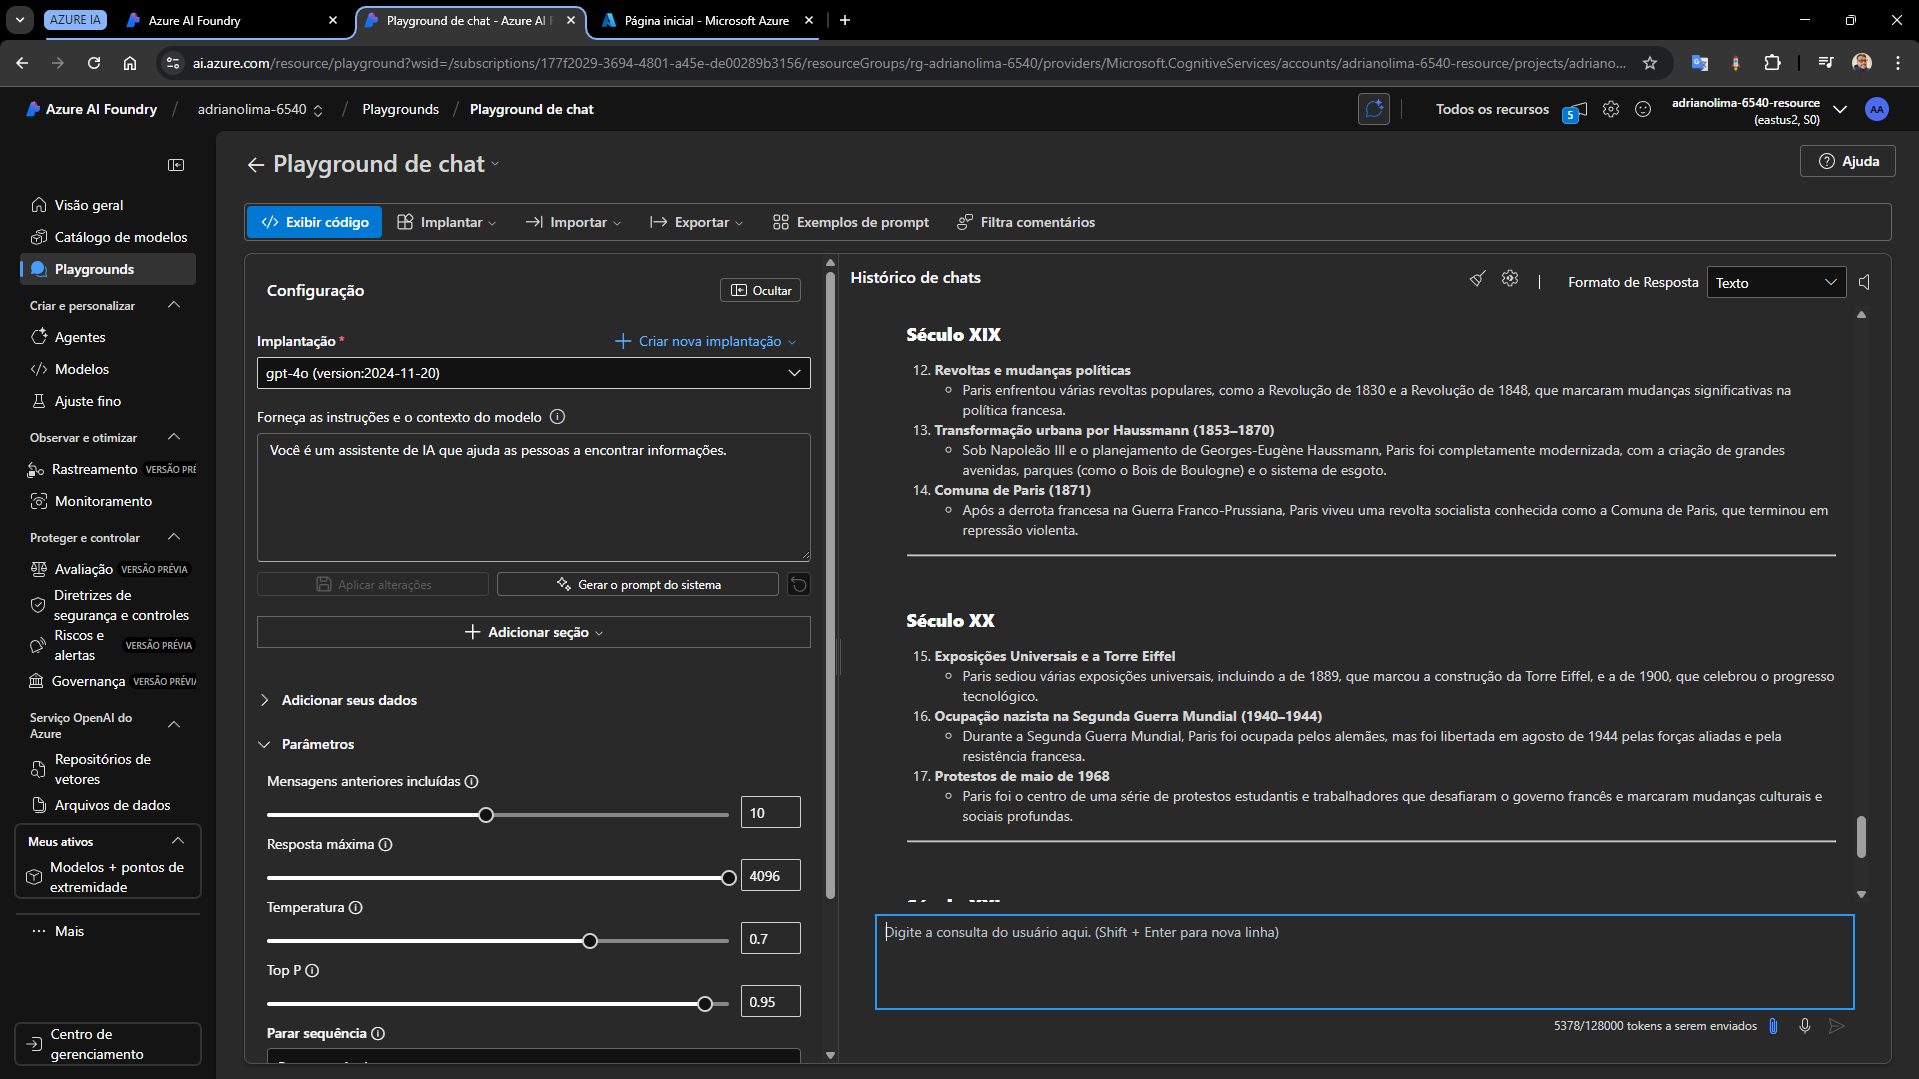 AZURE IA
Azure AI Foundry
Playground de chat - Azure AI F
Página inicial - Microsoft Azure
ai.azure.com/resource/playground?wsid=/subscriptions/177f2029-3694-4801-a45e-de00289b3156/resourceGroups/rg-adrianolima-6540/providers/Microsoft.CognitiveServices/accounts/adrianolima-6540-resource/projects/adriano...
Azure AI Foundry / adrianolima-6540 / Playgrounds / Playground de chat
Todos os recursos
5
adrianolima-6540-resource
(eastus2, S0)
AA
Visão geral
Catálogo de modelos
Playgrounds
Criar e personalizar
Agentes
Modelos
Ajuste fino
Observar e otimizar
Rastreamento VERSÃO PRÉ
Monitoramento
Proteger e controlar
Avaliação VERSÃO PRÉVIA
Diretrizes de
segurança e controles
Riscos e
alertas VERSÃO PRÉVIA
Governança VERSÃO PRÉVI
Serviço OpenAI do
Azure
Repositórios de
vetores
Arquivos de dados
Meus ativos
Modelos + pontos de
extremidade
Mais
Centro de
gerenciamento
Playground de chat
Ajuda
Exibir código
Implantar
Importar
Exportar
Exemplos de prompt
Filtra comentários
Configuração
Ocultar
Implantação *
Criar nova implantação
gpt-4o (version:2024-11-20)
Forneça as instruções e o contexto do modelo
Você é um assistente de IA que ajuda as pessoas a encontrar informações.
Aplicar alterações
Gerar o prompt do sistema
Adicionar seção
Adicionar seus dados
Parâmetros
Mensagens anteriores incluídas
10
Resposta máxima
4096
Temperatura
0.7
Top P
0.95
Parar sequência
Histórico de chats
Formato de Resposta
Texto
Século XIX
12. Revoltas e mudanças políticas
Paris enfrentou várias revoltas populares, como a Revolução de 1830 e a Revolução de 1848, que marcaram mudanças significativas na
política francesa.
13. Transformação urbana por Haussmann (1853–1870)
Sob Napoleão III e o planejamento de Georges-Eugène Haussmann, Paris foi completamente modernizada, com a criação de grandes
avenidas, parques (como o Bois de Boulogne) e o sistema de esgoto.
14. Comuna de Paris (1871)
Após a derrota francesa na Guerra Franco-Prussiana, Paris viveu uma revolta socialista conhecida como a Comuna de Paris, que terminou em
repressão violenta.
Século XX
15. Exposições Universais e a Torre Eiffel
Paris sediou várias exposições universais, incluindo a de 1889, que marcou a construção da Torre Eiffel, e a de 1900, que celebrou o progresso
tecnológico.
16. Ocupação nazista na Segunda Guerra Mundial (1940–1944)
Durante a Segunda Guerra Mundial, Paris foi ocupada pelos alemães, mas foi libertada em agosto de 1944 pelas forças aliadas e pela
resistência francesa.
17. Protestos de maio de 1968
Paris foi o centro de uma série de protestos estudantis e trabalhadores que desafiaram o governo francês e marcaram mudanças culturais e
sociais profundas.
Digite a consulta do usuário aqui. (Shift + Enter para nova linha)
5378/128000 tokens a serem enviados